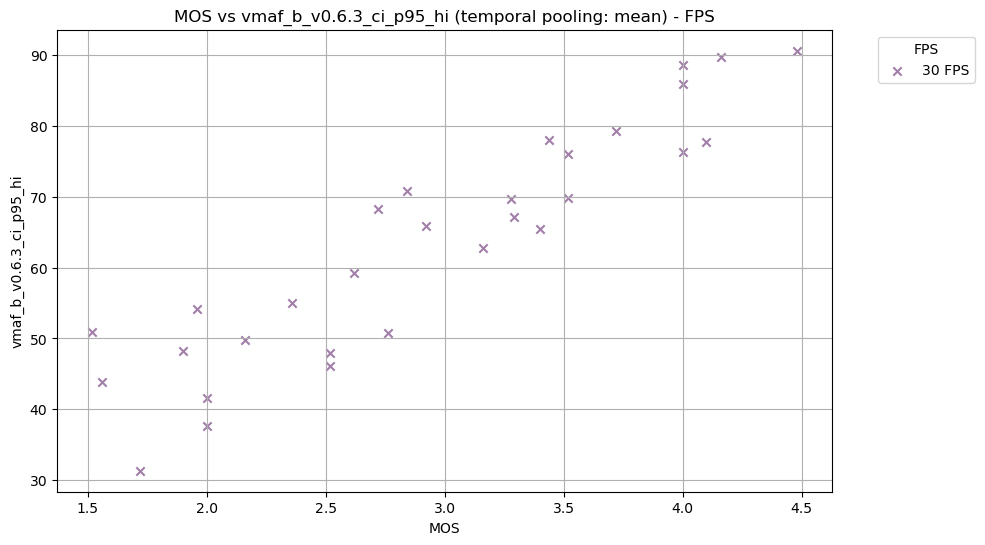 MOS vs vmaf_b_v0.6.3_ci_p95_hi (temporal pooling: mean) - FPS
FPS
30 FPS
vmaf_b_v0.6.3_ci_p95_hi
90
80
70
60
50
40
30
1.5 2.0 2.5 3.0 3.5 4.0 4.5
MOS